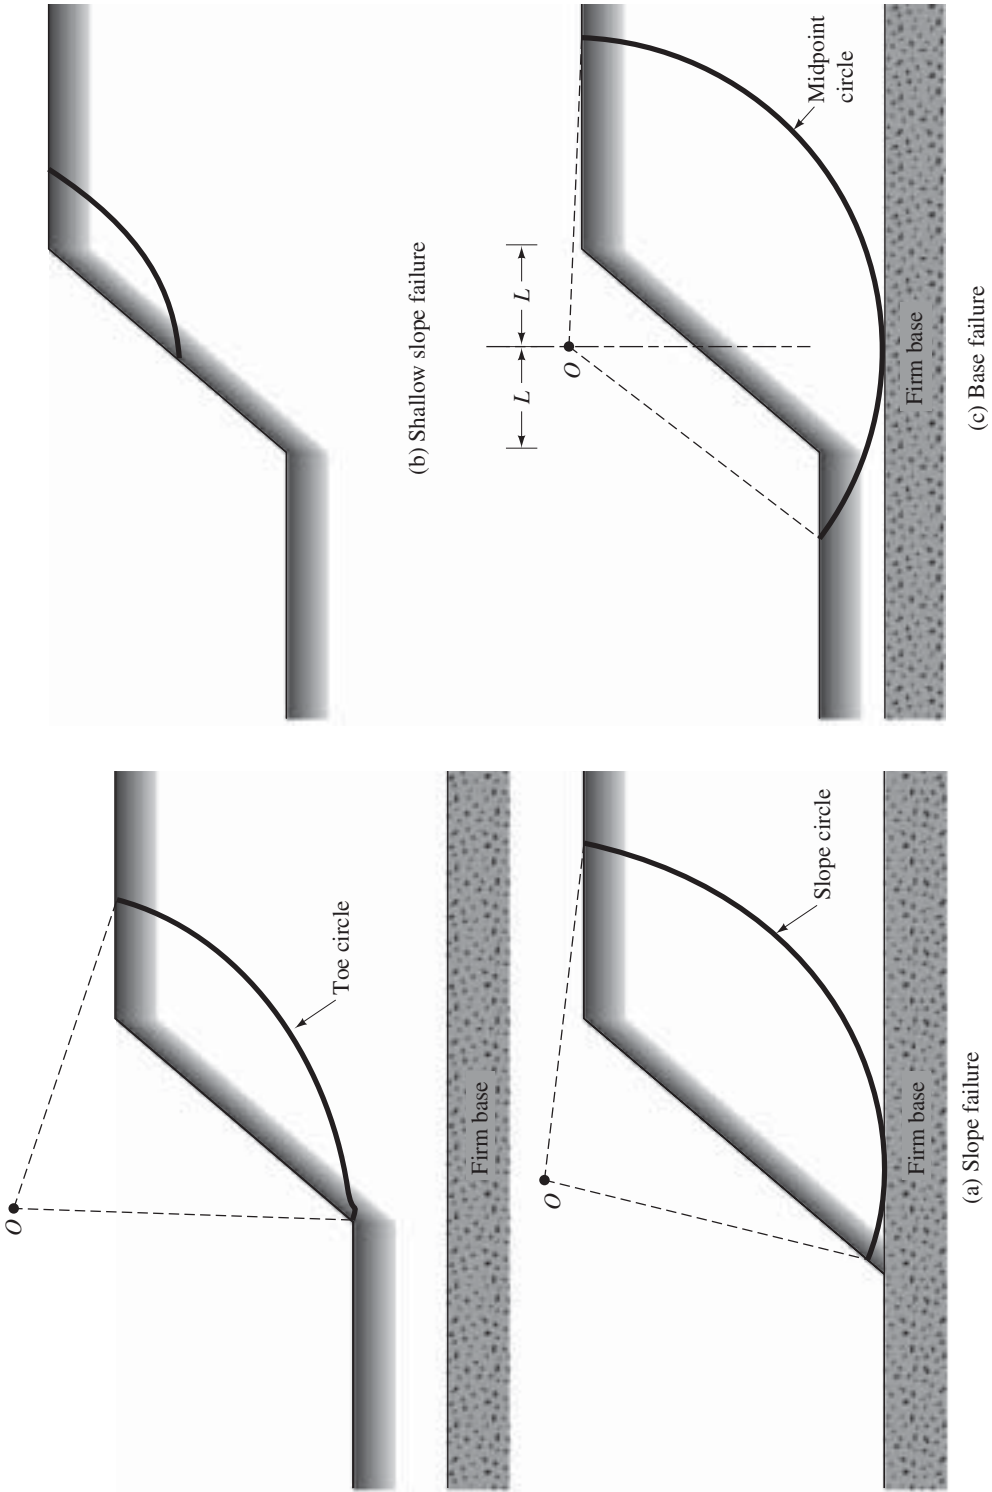 O
Toe circle
Firm base
O
Slope circle
Firm base
(a) Slope failure
(b) Shallow slope failure
L
L
O
Midpoint
circle
Firm base
(c) Base failure